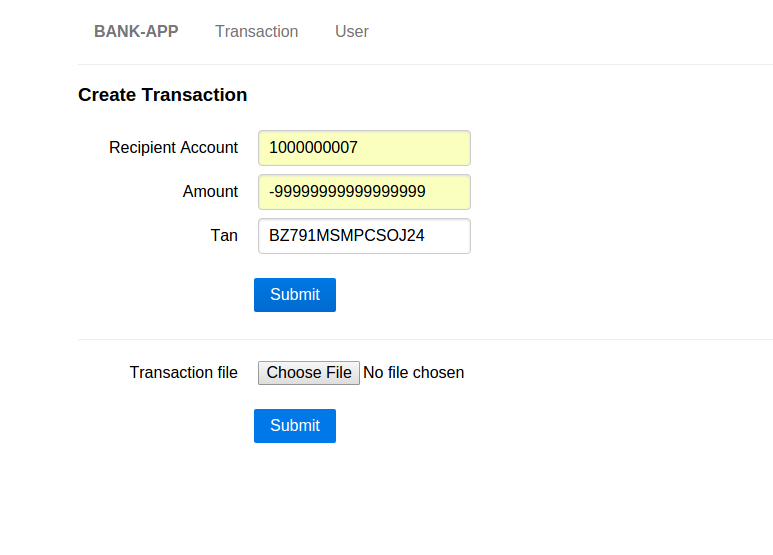 BANK-APP Transaction User
Create Transaction
Recipient Account 1000000007
Amount -99999999999999999
Tan BZ791MSMPCSOJ24
Submit
Transaction file Choose File No file chosen
Submit